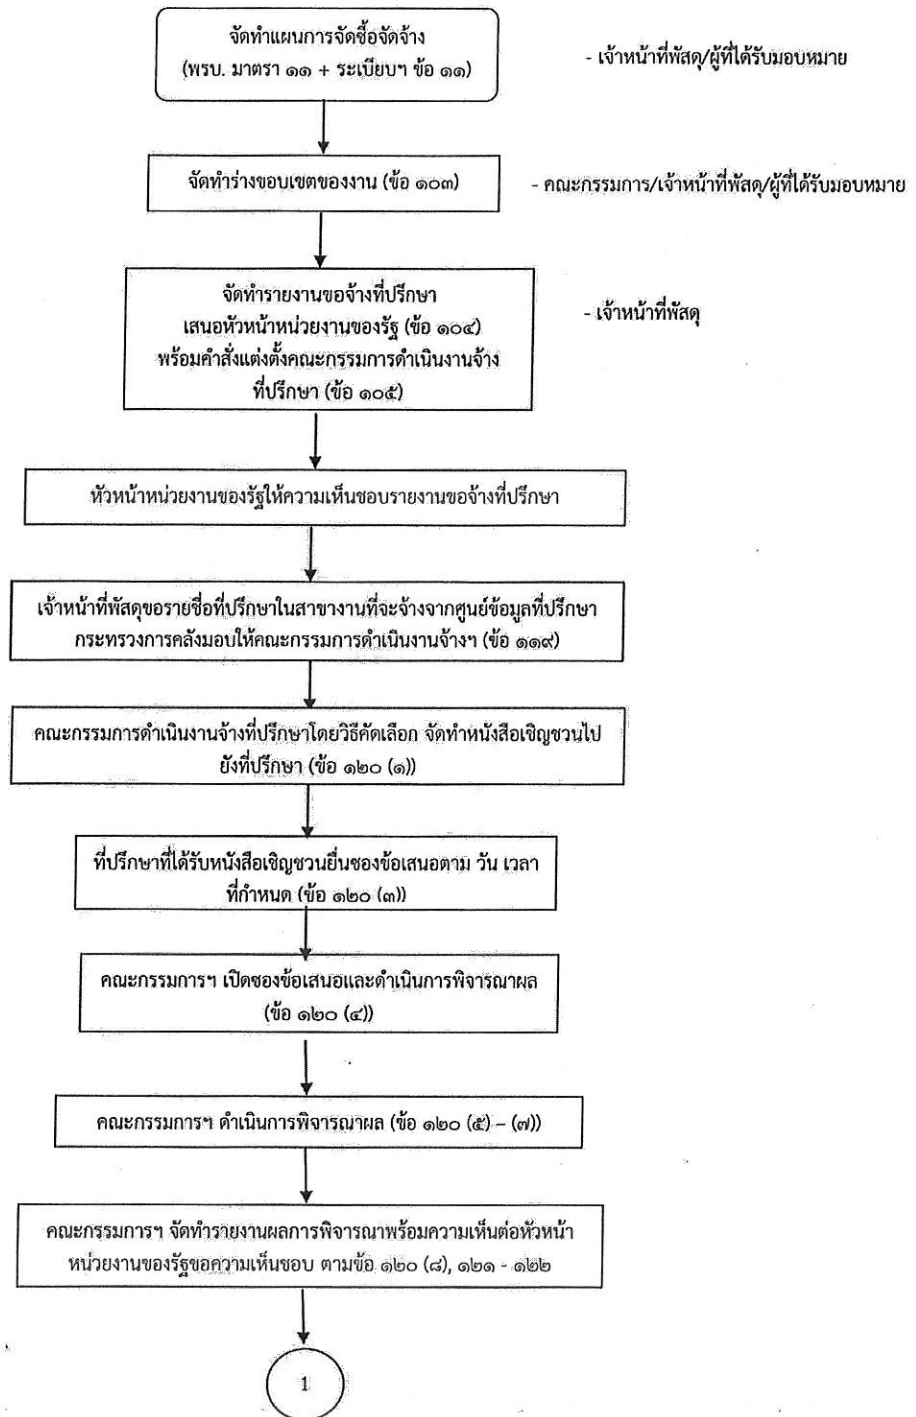 จัดทำแผนการจัดซื้อจัดจ้าง
(พรบ. มาตรา ๑๑ + ระเบียบฯ ข้อ ๑๑)
- เจ้าหน้าที่พัสดุ/ผู้ที่ได้รับมอบหมาย
จัดทำร่างขอบเขตของงาน (ข้อ ๑๐๓)
- คณะกรรมการ/เจ้าหน้าที่พัสดุ/ผู้ที่ได้รับมอบหมาย
จัดทำรายงานขอจ้างที่ปรึกษา
เสนอหัวหน้าหน่วยงานของรัฐ (ข้อ ๑๐๔)
พร้อมคำสั่งแต่งตั้งคณะกรรมการดำเนินงานจ้าง
ที่ปรึกษา (ข้อ ๑๐๕)
- เจ้าหน้าที่พัสดุ
หัวหน้าหน่วยงานของรัฐให้ความเห็นชอบรายงานขอจ้างที่ปรึกษา
เจ้าหน้าที่พัสดุขอรายชื่อที่ปรึกษาในสาขางานที่จะจ้างจากศูนย์ข้อมูลที่ปรึกษา
กระทรวงการคลังมอบให้คณะกรรมการดำเนินงานจ้างฯ (ข้อ ๑๑๙)
คณะกรรมการดำเนินงานจ้างที่ปรึกษาโดยวิธีคัดเลือก จัดทำหนังสือเชิญชวนไป
ยังที่ปรึกษา (ข้อ ๑๒๐ (๑))
ที่ปรึกษาที่ได้รับหนังสือเชิญชวนยื่นซองข้อเสนอตาม วัน เวลา
ที่กำหนด (ข้อ ๑๒๐ (๓))
คณะกรรมการฯ เปิดซองข้อเสนอและดำเนินการพิจารณาผล
(ข้อ ๑๒๐ (๔))
คณะกรรมการฯ ดำเนินการพิจารณาผล (ข้อ ๑๒๐ (๕) – (๗))
คณะกรรมการฯ จัดทำรายงานผลการพิจารณาพร้อมความเห็นต่อหัวหน้า
หน่วยงานของรัฐขอความเห็นชอบ ตามข้อ ๑๒๐ (๘), ๑๒๑ - ๑๒๒
1